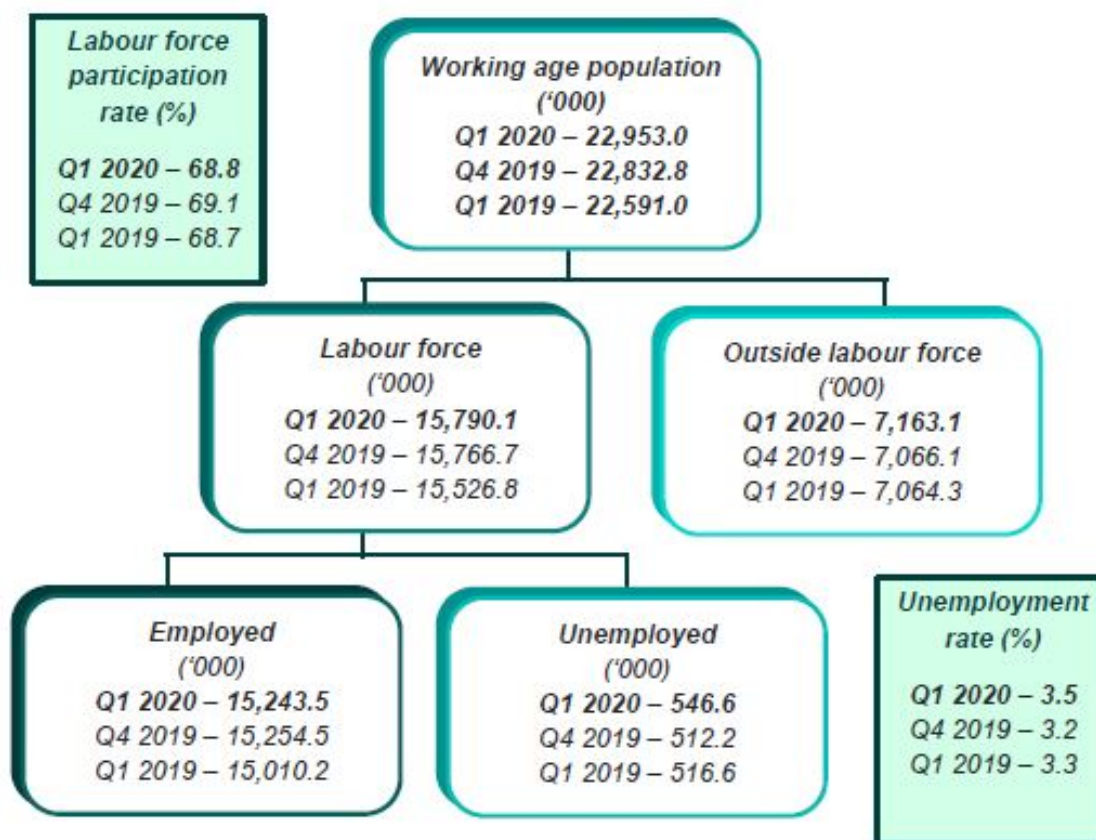 Labour force
participation
rate (%)
Q1 2020 – 68.8
Q4 2019 – 69.1
Q1 2019 – 68.7
Working age population
(‘000)
Q1 2020 – 22,953.0
Q4 2019 – 22,832.8
Q1 2019 – 22,591.0
Labour force
(‘000)
Q1 2020 – 15,790.1
Q4 2019 – 15,766.7
Q1 2019 – 15,526.8
Outside labour force
(‘000)
Q1 2020 – 7,163.1
Q4 2019 – 7,066.1
Q1 2019 – 7,064.3
Employed
(‘000)
Q1 2020 – 15,243.5
Q4 2019 – 15,254.5
Q1 2019 – 15,010.2
Unemployed
(‘000)
Q1 2020 – 546.6
Q4 2019 – 512.2
Q1 2019 – 516.6
Unemployment
rate (%)
Q1 2020 – 3.5
Q4 2019 – 3.2
Q1 2019 – 3.3